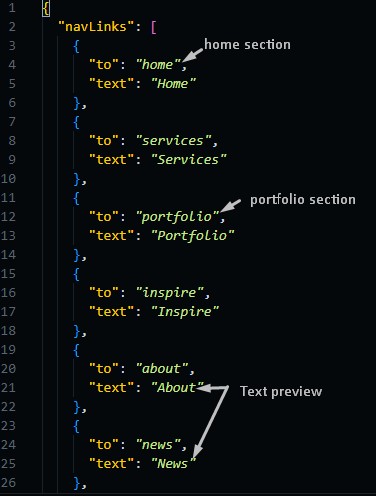 1 {
2 "navLinks": [
3 {
home section
4 "to": "home",
5 "text": "Home"
6 },
7 {
8 "to": "services",
9 "text": "Services"
10 },
11 {
portfolio section
12 "to": "portfolio",
13 "text": "Portfolio"
14 },
15 {
16 "to": "inspire",
17 "text": "Inspire"
18 },
19 {
20 "to": "about",
21 "text": "About" Text preview
22 },
23 {
24 "to": "news",
25 "text": "News"
26 },